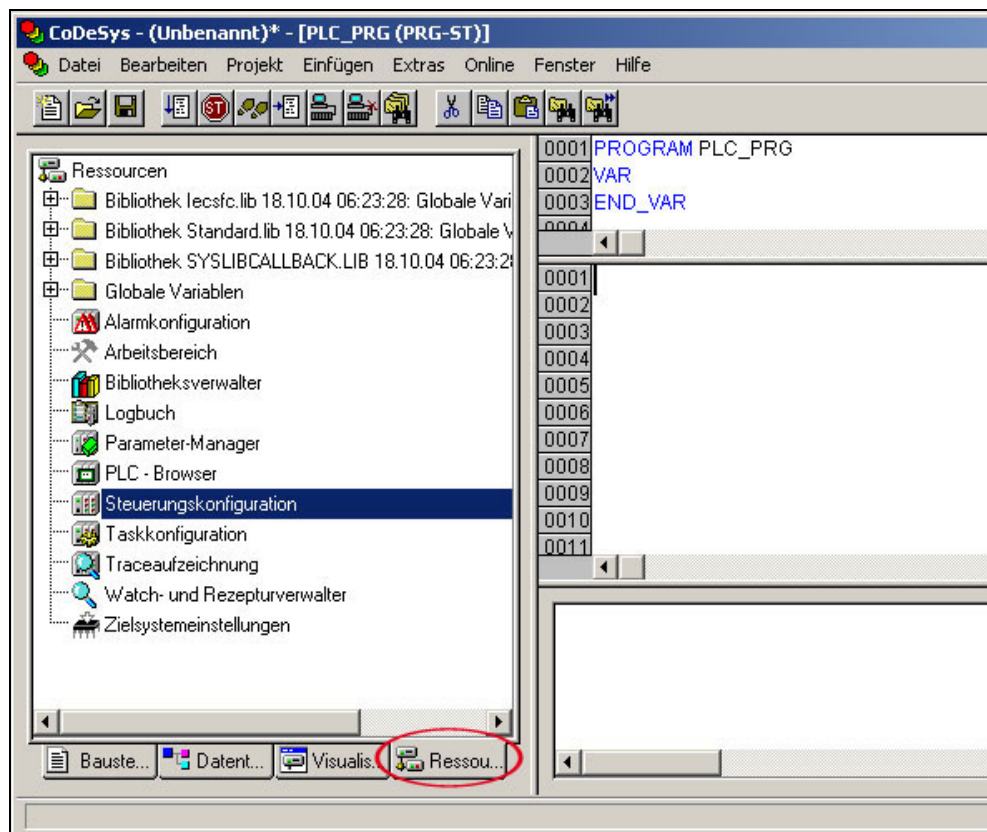 CoDeSys - (Unbenannt)* - [PLC_PRG (PRG-ST)]
Datei Bearbeiten Projekt Einfügen Extras Online Fenster Hilfe
ST
Ressourcen
Bibliothek Iecsfc.lib 18.10.04 06:23:28: Globale Vari
Bibliothek Standard.lib 18.10.04 06:23:28: Globale V
Bibliothek SYSLIBCALLBACK.LIB 18.10.04 06:23:2
Globale Variablen
Alarmkonfiguration
Arbeitsbereich
Bibliotheksverwalter
Logbuch
Parameter-Manager
PLC - Browser
Steuerungskonfiguration
Taskkonfiguration
Traceaufzeichnung
Watch- und Rezepturverwalter
Zielsystemeinstellungen
Bauste... Datent... Visualis... Ressou...
0001 PROGRAM PLC_PRG
0002 VAR
0003 END_VAR
0004
0001
0002
0003
0004
0005
0006
0007
0008
0009
0010
0011